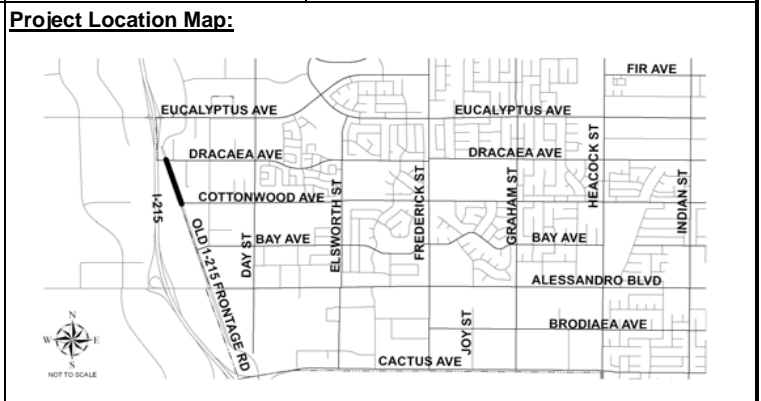 Project Location Map:
FIR AVE
EUCALYPTUS AVE
EUCALYPTUS AVE
DRACAEA AVE
DRACAEA AVE
HEACOCK ST
COTTONWOOD AVE
I-215
ELSWORTH ST
FREDERICK ST
GRAHAM ST
INDIAN ST
OLD I-215 FRONTAGE RD
DAY ST
BAY AVE
BAY AVE
ALESSANDRO BLVD
JOY ST
BRODIAEA AVE
CACTUS AVE
N
W E
S
NOT TO SCALE